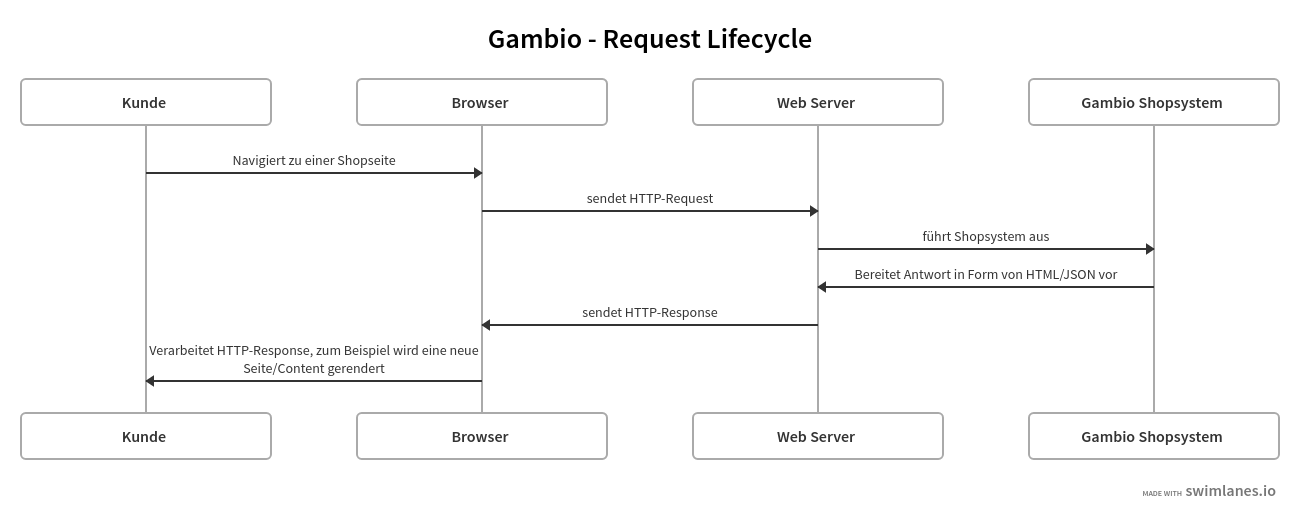 Gambio - Request Lifecycle
Kunde
Browser
Web Server
Gambio Shopsystem
Navigiert zu einer Shopseite
sendet HTTP-Request
führt Shopsystem aus
Bereitet Antwort in Form von HTML/JSON vor
sendet HTTP-Response
Verarbeitet HTTP-Response, zum Beispiel wird eine neue
Seite/Content gerendert
Kunde
Browser
Web Server
Gambio Shopsystem
MADE WITH swimlanes.io